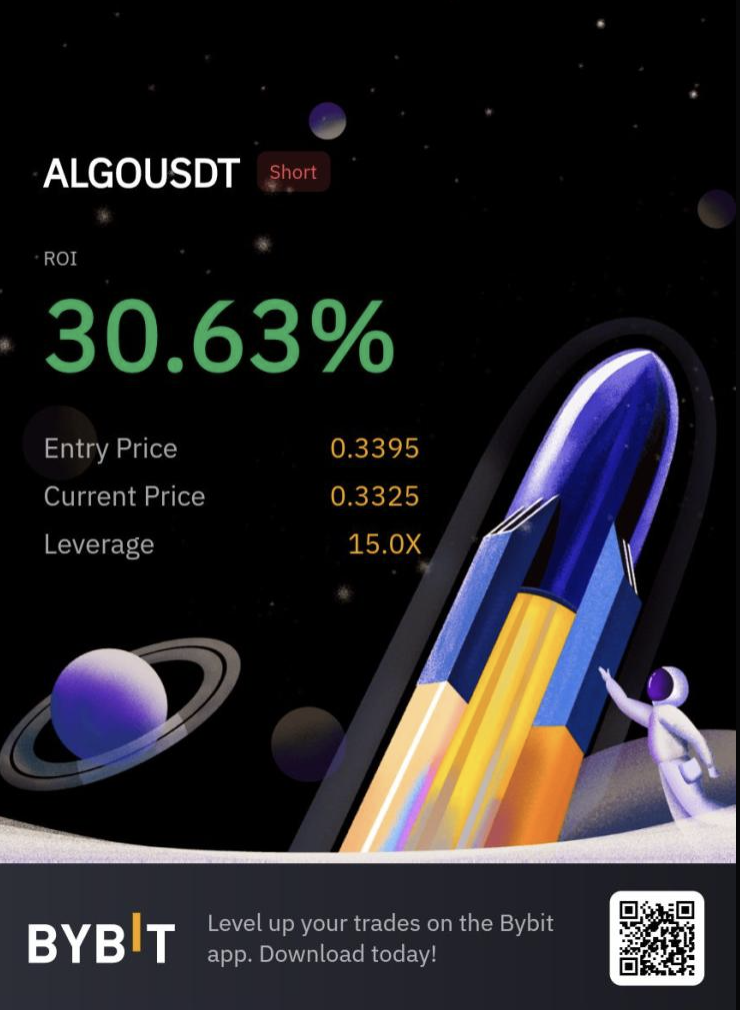 ALGOUSDT Short
ROI
30.63%
Entry Price 0.3395
Current Price 0.3325
Leverage 15.0X
BYBIT
Level up your trades on the Bybit
app. Download today!